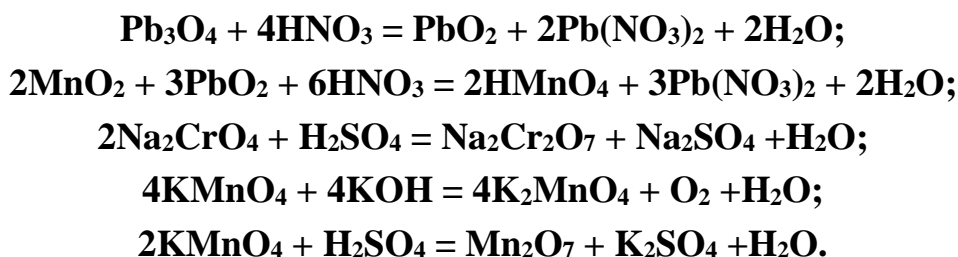 Pb₃O₄ + 4HNO₃ = PbO₂ + 2Pb(NO₃)₂ + 2H₂O;
2MnO₂ + 3PbO₂ + 6HNO₃ = 2HMnO₄ + 3Pb(NO₃)₂ + 2H₂O;
2Na₂CrO₄ + H₂SO₄ = Na₂Cr₂O₇ + Na₂SO₄ +H₂O;
4KMnO₄ + 4KOH = 4K₂MnO₄ + O₂ +H₂O;
2KMnO₄ + H₂SO₄ = Mn₂O₇ + K₂SO₄ +H₂O.